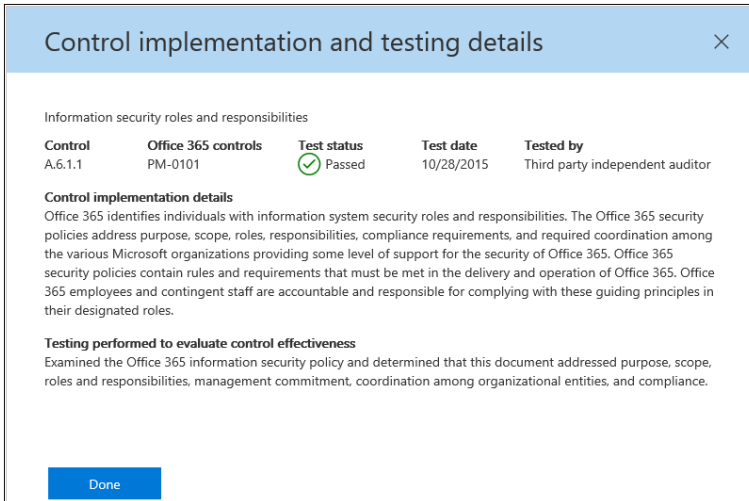 Control implementation and testing details
Information security roles and responsibilities
Control Office 365 controls Test status Test date Tested by
A.6.1.1 PM-0101 Passed 10/28/2015 Third party independent auditor
Control implementation details
Office 365 identifies individuals with information system security roles and responsibilities. The Office 365 security
policies address purpose, scope, roles, responsibilities, compliance requirements, and required coordination among
the various Microsoft organizations providing some level of support for the security of Office 365. Office 365
security policies contain rules and requirements that must be met in the delivery and operation of Office 365. Office
365 employees and contingent staff are accountable and responsible for complying with these guiding principles in
their designated roles.
Testing performed to evaluate control effectiveness
Examined the Office 365 information security policy and determined that this document addressed purpose, scope,
roles and responsibilities, management commitment, coordination among organizational entities, and compliance.
Done